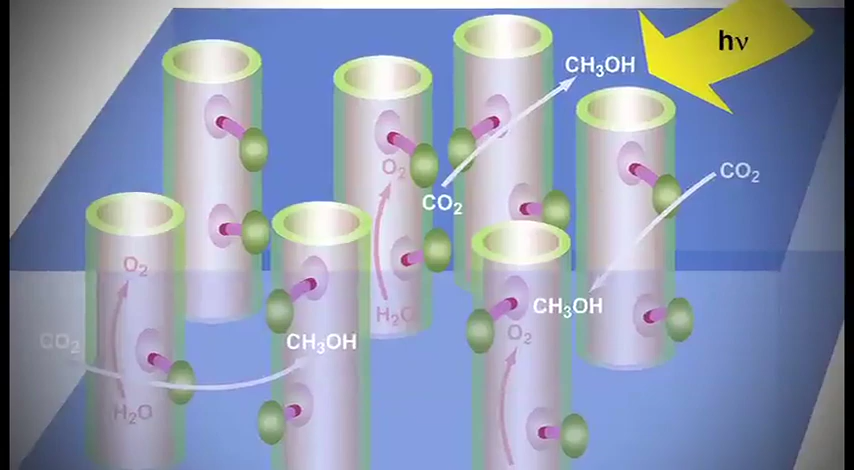 hν
CH₃OH
O₂
CO₂
CO₂
H₂O
O₂
CH₃OH
O₂
CO₂
CH₃OH
H₂O